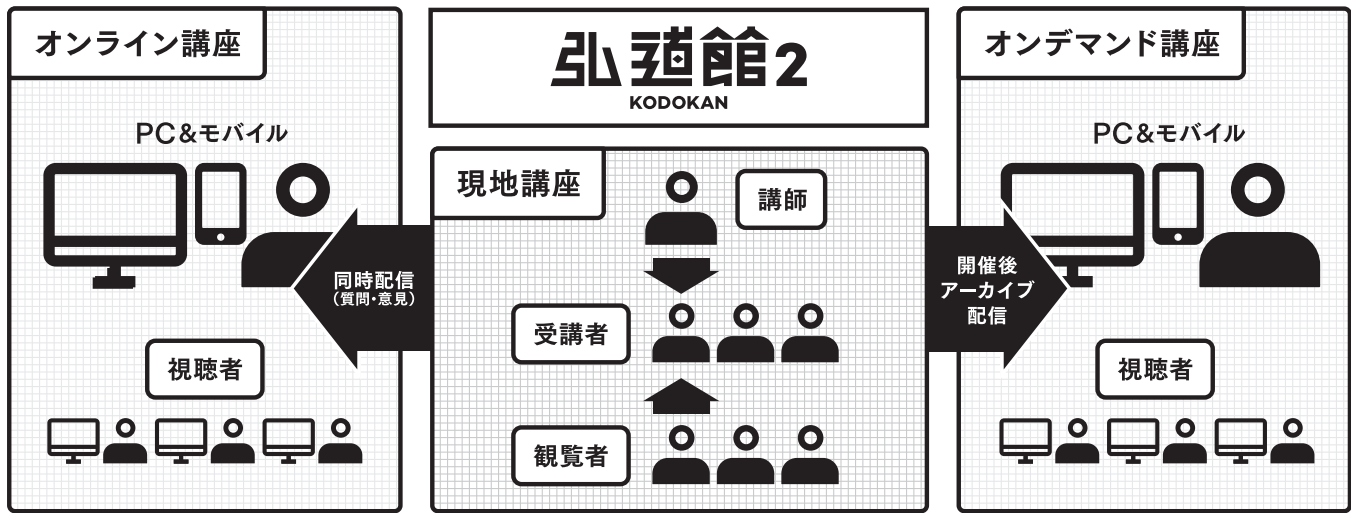 オンライン講座
PC&モバイル
同時配信
(質問・意見)
視聴者
弘道館2
KODOKAN
現地講座
講師
受講者
観覧者
オンデマンド講座
PC&モバイル
開催後
アーカイブ
配信
視聴者